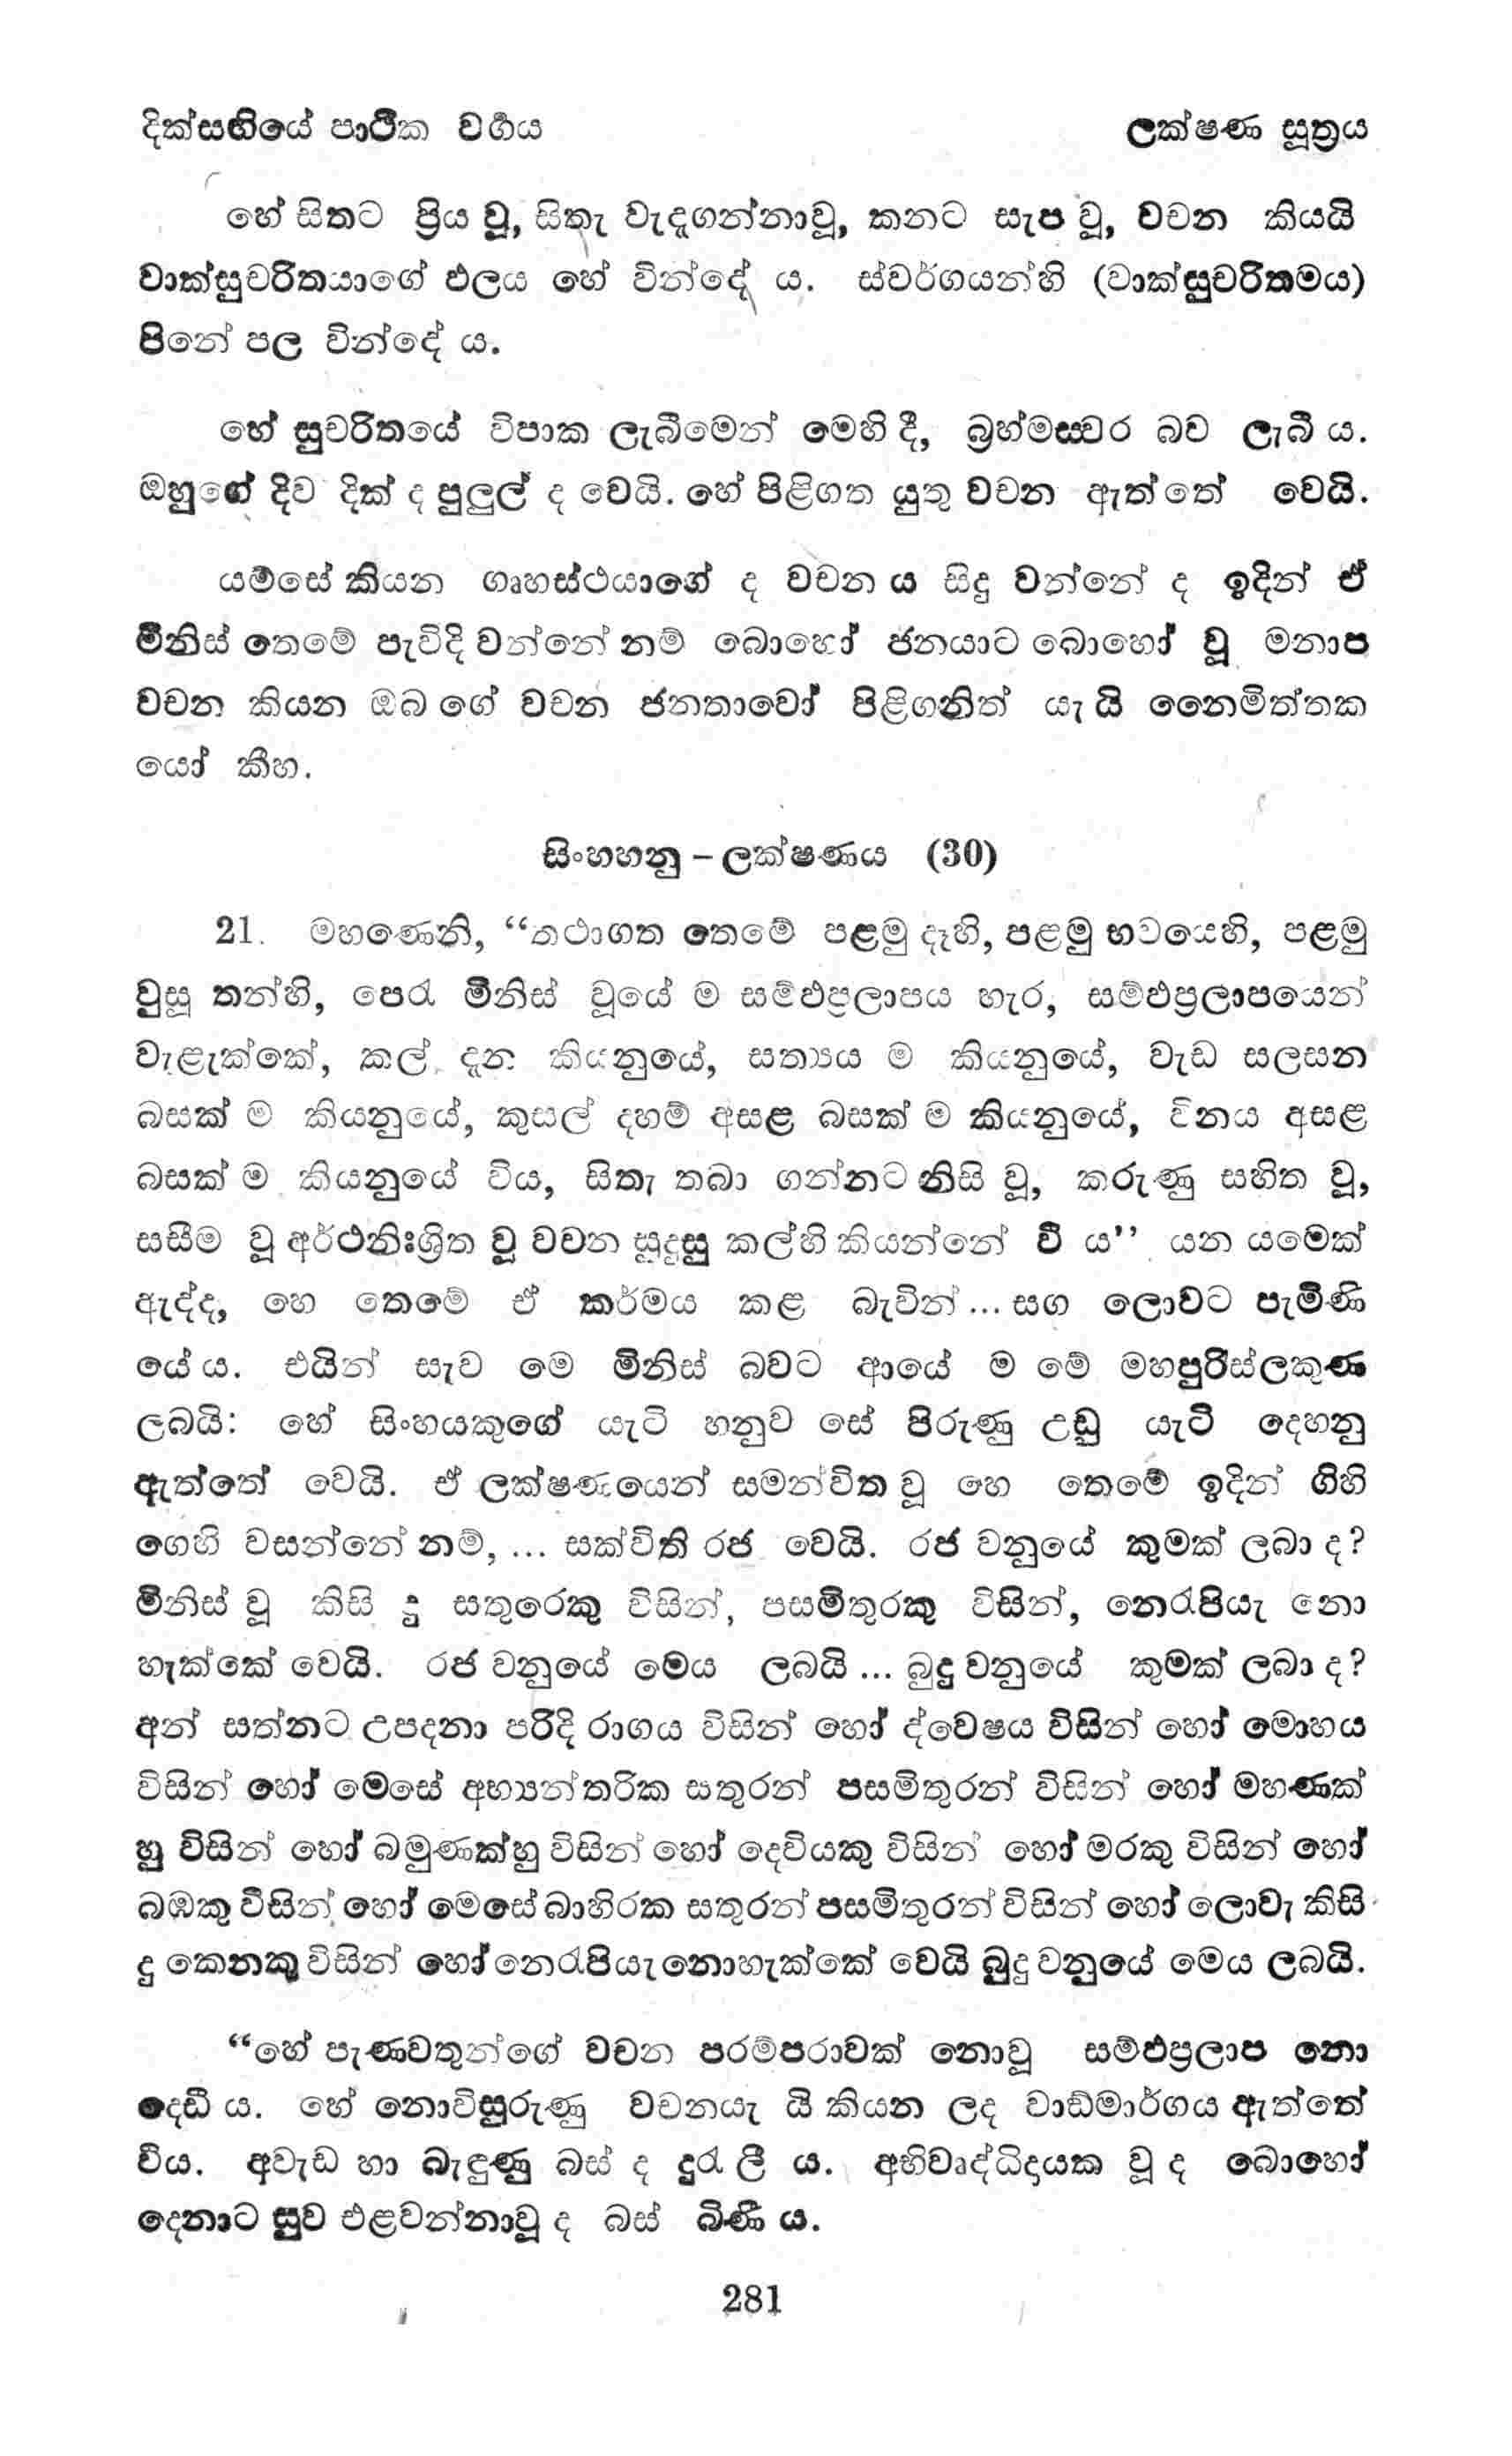 දික්සඟියේ පාථික වර්‍ගය ලක්ෂණ සූත්‍රය
හේ සිතට ප්‍රිය වූ, සිතැ වැදගන්නාවූ, කනට සැප වූ, වචන කියයි
වාක්සුචරිතයාගේ ඵලය හේ වින්දේ ය. ස්වර්ගයන්හි (වාක්සුචරිතමය)
පිනේ පල වින්දේ ය.
හේ සුචරිතයේ විපාක ලැබීමෙන් මෙහි දී, බ්‍රහ්මස්වර බව ලැබී ය.
ඔහුගේ දිව දික් ද පුලුල් ද වෙයි. හේ පිළිගත යුතු වචන ඇත්තේ වෙයි.
යම්සේ කියන ගෘහස්ථයාගේ ද වචන ය සිදු වන්නේ ද ඉදින් ඒ
මිනිස් තෙමේ පැවිදි වන්නේ නම් බොහෝ ජනයාට බොහෝ වූ මනාප
වචන කියන ඔබ ගේ වචන ජනතාවෝ පිළිගනිත් යැ යි නෛමිත්තක
යෝ කීහ.
සිංහහනු – ලක්ෂණය (30)
21. මහණෙනි, “තථාගත තෙමේ පළමු දෑහි, පළමු භවයෙහි, පළමු
වුසූ තන්හි, පෙරැ මිනිස් වූයේ ම සම්ඵප්‍රලාපය හැර, සම්ඵප්‍රලාපයෙන්
වැළැක්කේ, කල් දැන කියනුයේ, සත්‍යය ම කියනුයේ, වැඩ සලසන
බසක් ම කියනුයේ, කුසල් දහම් අසළ බසක් ම කියනුයේ, විනය අසළ
බසක් ම කියනුයේ විය, සිතැ තබා ගන්නට නිසි වූ, කරුණු සහිත වූ,
සසීම වූ අර්ථනිඃශ්‍රිත වූ වචන සුදුසු කල්හි කියන්නේ වී ය” යන යමෙක්
ඇද්ද, හෙ තෙමේ ඒ කර්මය කළ බැවින් ... සග ලොවට පැමිණි
යේ ය. එයින් සැව මෙ මිනිස් බවට ආයේ ම මේ මහපුරිස්ලකුණ
ලබයි: හේ සිංහයකුගේ යැටි හනුව සේ පිරුණු උඩු යැටි දෙහනු
ඇත්තේ වෙයි. ඒ ලක්ෂණයෙන් සමන්විත වූ හෙ තෙමේ ඉදින් ගිහි
ගෙහි වසන්නේ නම්, ... සක්විති රජ වෙයි. රජ වනුයේ කුමක් ලබා ද?
මිනිස් වූ කිසි දු සතුරෙකු විසින්, පසමිතුරකු විසින්, නෙරැපියැ නො
හැක්කේ වෙයි. රජ වනුයේ මෙය ලබයි ... බුදු වනුයේ කුමක් ලබා ද?
අන් සත්නට උපදනා පරිදි රාගය විසින් හෝ ද්වෙෂය විසින් හෝ මොහය
විසින් හෝ මෙසේ අභ්‍යන්තරික සතුරන් පසමිතුරන් විසින් හෝ මහණක්
හු විසින් හෝ බමුණක්හු විසින් හෝ දෙවියකු විසින් හෝ මරකු විසින් හෝ
බඹකු විසින් හෝ මෙසේ බාහිරක සතුරන් පසමිතුරන් විසින් හෝ ලොවැ කිසි
දු කෙනකු විසින් හෝ නෙරැපියැ නොහැක්කේ වෙයි බුදු වනුයේ මෙය ලබයි.
“හේ පැණවතුන්ගේ වචන පරම්පරාවක් නොවූ සම්ඵප්‍රලාප නො
දෙඩී ය. හේ නොවිසුරුණු වචනයැ යි කියන ලද වාඞ්මාර්ගය ඇත්තේ
විය. අවැඩ හා බැඳුණු බස් ද දුරැ ලී ය. අභිවෘද්ධිදායක වූ ද බොහෝ
දෙනාට සුව එළවන්නාවූ ද බස් බිණී ය.
281